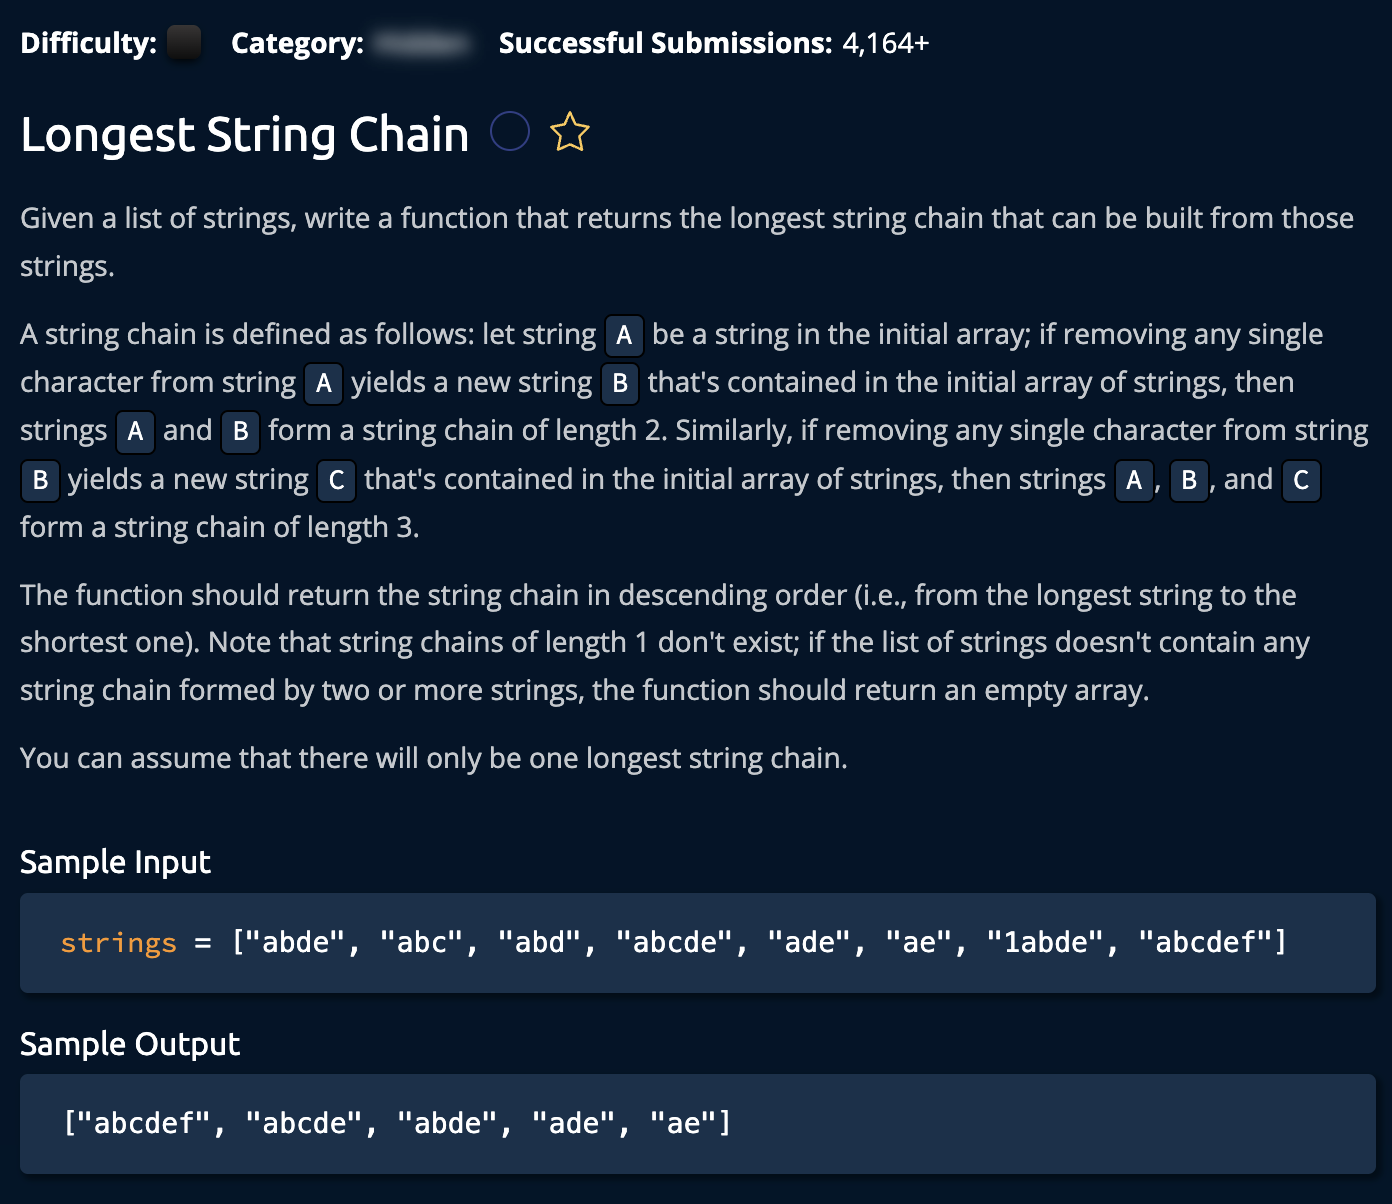 Difficulty: Category: Successful Submissions: 4,164+
Longest String Chain
Given a list of strings, write a function that returns the longest string chain that can be built from those
strings.
A string chain is defined as follows: let string A be a string in the initial array; if removing any single
character from string A yields a new string B that's contained in the initial array of strings, then
strings A and B form a string chain of length 2. Similarly, if removing any single character from string
B yields a new string C that's contained in the initial array of strings, then strings A, B, and C
form a string chain of length 3.
The function should return the string chain in descending order (i.e., from the longest string to the
shortest one). Note that string chains of length 1 don't exist; if the list of strings doesn't contain any
string chain formed by two or more strings, the function should return an empty array.
You can assume that there will only be one longest string chain.
Sample Input
strings = ["abde", "abc", "abd", "abcde", "ade", "ae", "1abde", "abcdef"]
Sample Output
["abcdef", "abcde", "abde", "ade", "ae"]